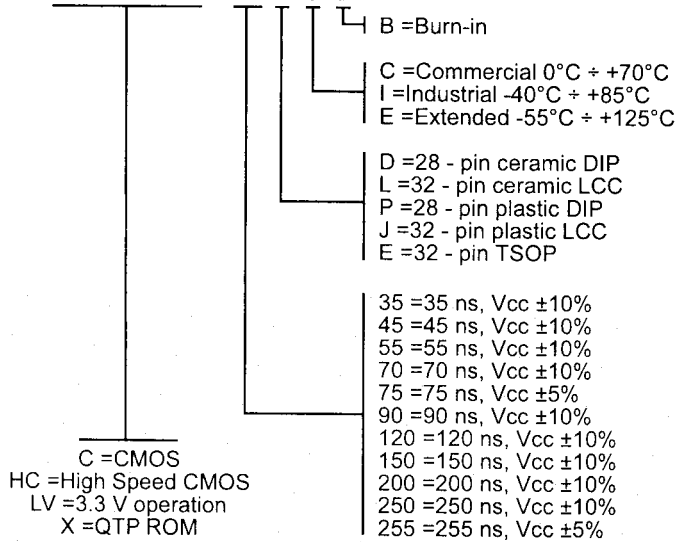 B =Burn-in
C =Commercial 0°C ÷ +70°C
I =Industrial -40°C ÷ +85°C
E =Extended -55°C ÷ +125°C
D =28 - pin ceramic DIP
L =32 - pin ceramic LCC
P =28 - pin plastic DIP
J =32 - pin plastic LCC
E =32 - pin TSOP
35 =35 ns, Vcc ±10%
45 =45 ns, Vcc ±10%
55 =55 ns, Vcc ±10%
70 =70 ns, Vcc ±10%
75 =75 ns, Vcc ±5%
90 =90 ns, Vcc ±10%
120 =120 ns, Vcc ±10%
150 =150 ns, Vcc ±10%
200 =200 ns, Vcc ±10%
250 =250 ns, Vcc ±10%
255 =255 ns, Vcc ±5%
C =CMOS
HC =High Speed CMOS
LV =3.3 V operation
X =QTP ROM